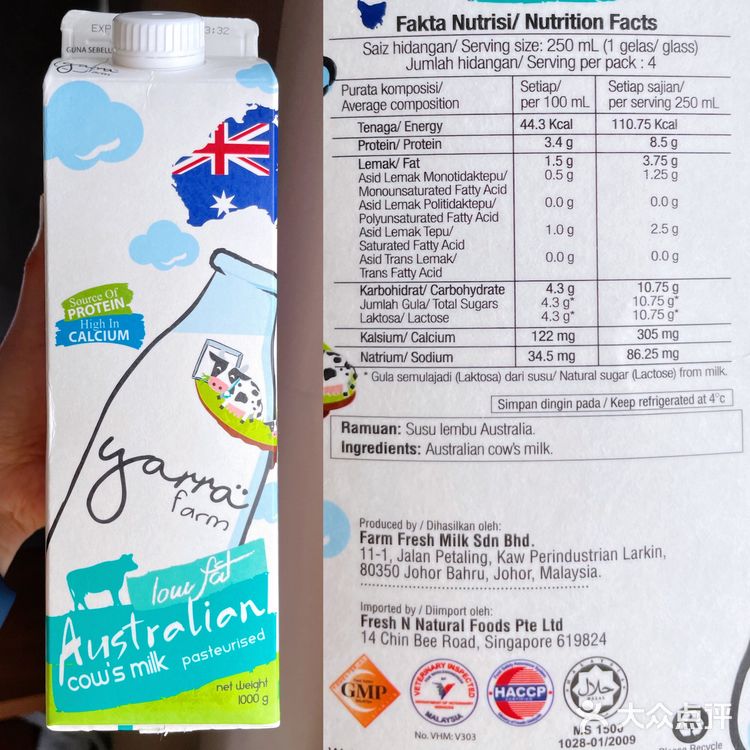 EXP
3:32
GUNA SEBELU
yarra
farm
Source Of
PROTEIN
High In
CALCIUM
yarra
farm
low fat
Australian
cow's milk pasteurised
net weight
1000 g
Fakta Nutrisi/ Nutrition Facts
Saiz hidangan/ Serving size: 250 mL (1 gelas/ glass)
Jumlah hidangan/ Serving per pack : 4
Purata komposisi/ Setiap/ Setiap sajian/
Average composition per 100 mL per serving 250 mL
Tenaga/ Energy 44.3 Kcal 110.75 Kcal
Protein/ Protein 3.4 g 8.5 g
Lemak/ Fat 1.5 g 3.75 g
Asid Lemak Monotidaktepu/ 0.5 g 1.25 g
Monounsaturated Fatty Acid
Asid Lemak Politidaktepu/ 0.0 g 0.0 g
Polyunsaturated Fatty Acid
Asid Lemak Tepu/ 1.0 g 2.5 g
Saturated Fatty Acid
Asid Trans Lemak/ 0.0 g 0.0 g
Trans Fatty Acid
Karbohidrat/ Carbohydrate 4.3 g 10.75 g
Jumlah Gula/ Total Sugars 4.3 g* 10.75 g*
Laktosa/ Lactose 4.3 g* 10.75 g*
Kalsium/ Calcium 122 mg 305 mg
Natrium/ Sodium 34.5 mg 86.25 mg
* Gula semulajadi (Laktosa) dari susu/ Natural sugar (Lactose) from milk.
Simpan dingin pada / Keep refrigerated at 4°c
Ramuan: Susu lembu Australia.
Ingredients: Australian cow's milk.
Produced by / Dihasilkan oleh:
Farm Fresh Milk Sdn Bhd.
11-1, Jalan Petaling, Kaw Perindustrian Larkin,
80350 Johor Bahru, Johor, Malaysia.
Imported by / Diimport oleh:
Fresh N Natural Foods Pte Ltd
14 Chin Bee Road, Singapore 619824
GMP
VETERINARY INSPECTED
MALAYSIA
No. VHM: V303
HACCP
MS 1500
1028-01/2009
Please Recycle
大众点评